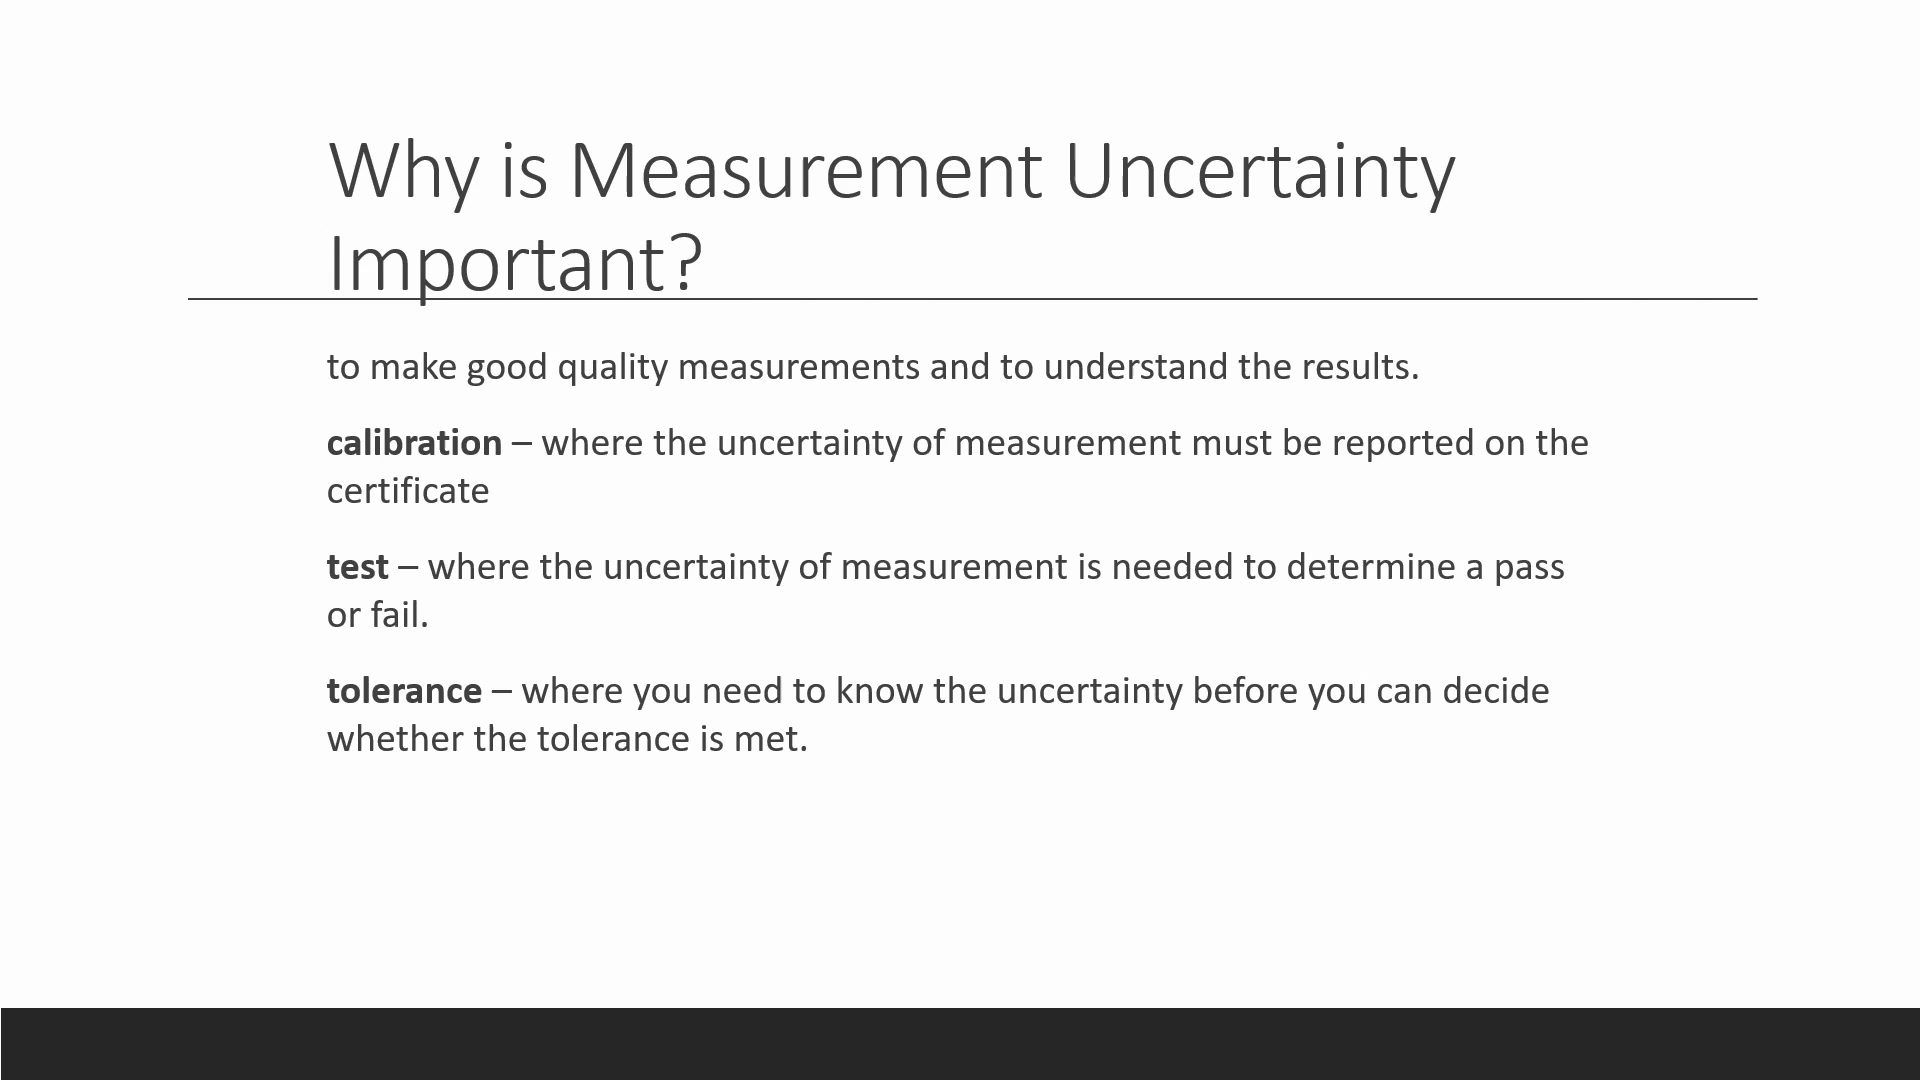 Why is Measurement Uncertainty
Important?
to make good quality measurements and to understand the results.
calibration – where the uncertainty of measurement must be reported on the
certificate
test – where the uncertainty of measurement is needed to determine a pass
or fail.
tolerance – where you need to know the uncertainty before you can decide
whether the tolerance is met.